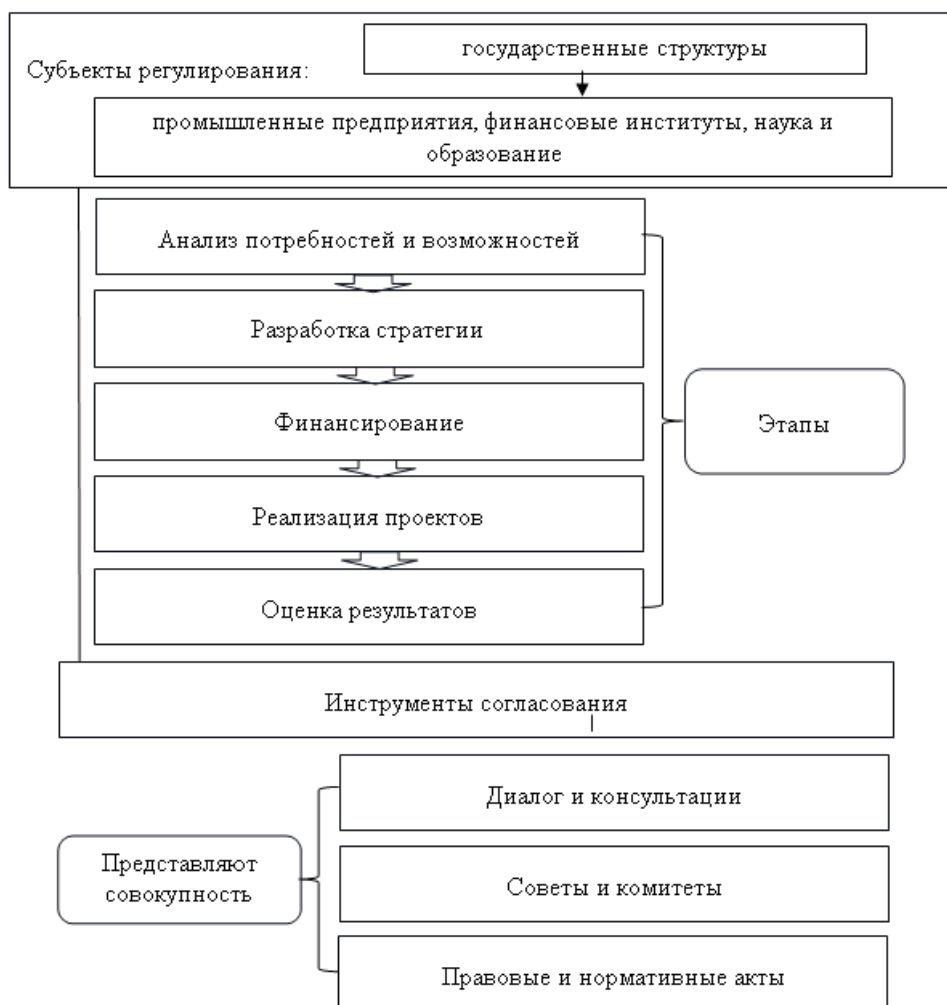 государственные структуры
Субъекты регулирования:
промышленные предприятия, финансовые институты, наука и
образование
Анализ потребностей и возможностей
Разработка стратегии
Финансирование
Этапы
Реализация проектов
Оценка результатов
Инструменты согласования
Диалог и консультации
Представляют
совокупность
Советы и комитеты
Правовые и нормативные акты